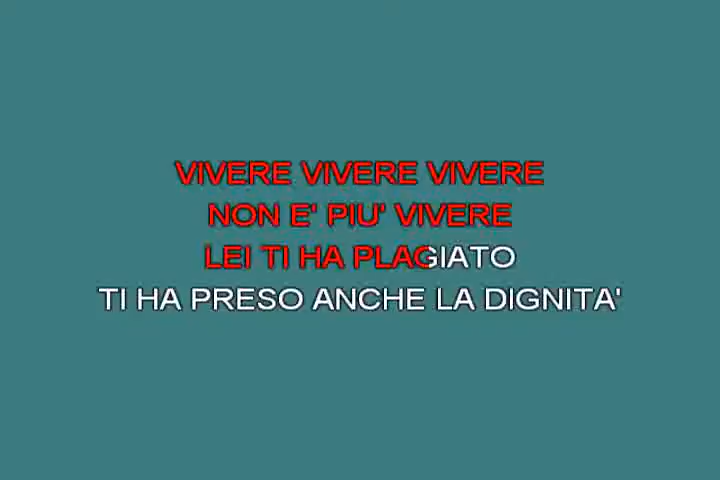 VIVERE VIVERE VIVERE
NON E' PIU' VIVERE
LEI TI HA PLAGIATO
TI HA PRESO ANCHE LA DIGNITA'